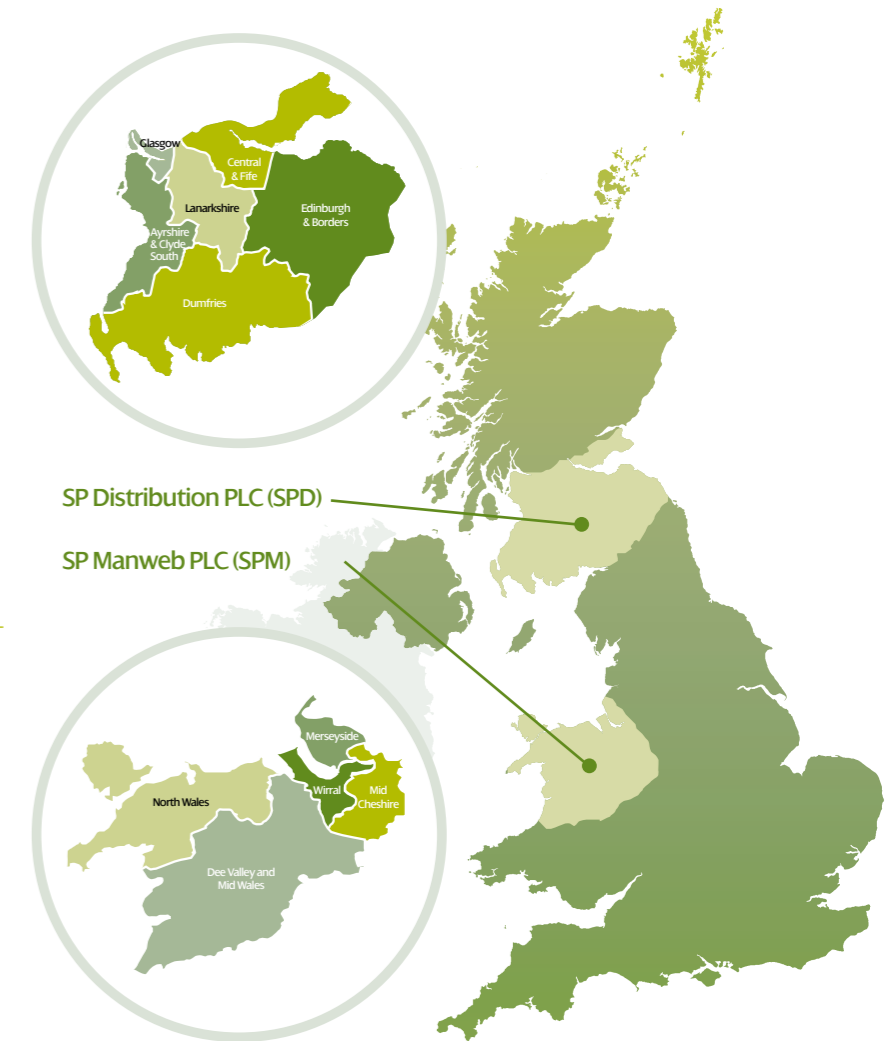 Glasgow
Central
& Fife
Lanarkshire
Edinburgh
& Borders
Ayrshire
& Clyde
South
Dumfries
SP Distribution PLC (SPD)
SP Manweb PLC (SPM)
Merseyside
Wirral
Mid
Cheshire
North Wales
Dee Valley and
Mid Wales